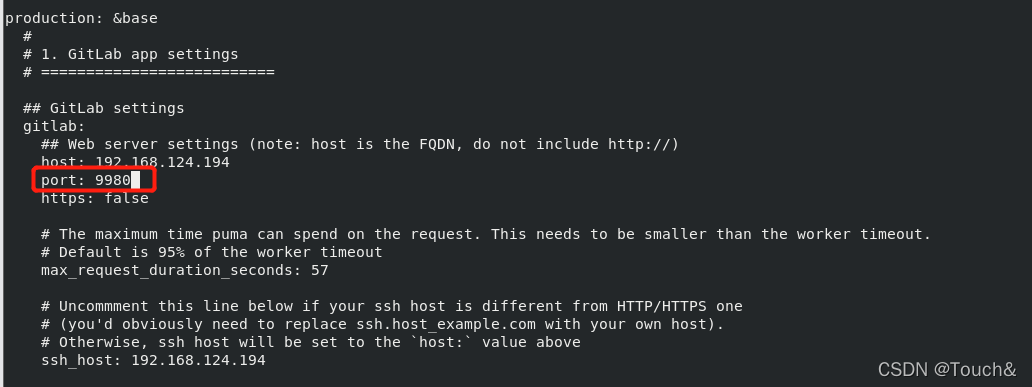 production: &base
  #
  # 1. GitLab app settings
  # ==========================

  ## GitLab settings
  gitlab:
    ## Web server settings (note: host is the FQDN, do not include http://)
    host: 192.168.124.194
    port: 9980
    https: false

    # The maximum time puma can spend on the request. This needs to be smaller than the worker timeout.
    # Default is 95% of the worker timeout
    max_request_duration_seconds: 57

    # Uncommment this line below if your ssh host is different from HTTP/HTTPS one
    # (you'd obviously need to replace ssh.host_example.com with your own host).
    # Otherwise, ssh host will be set to the `host:` value above
    ssh_host: 192.168.124.194
CSDN @Touch&